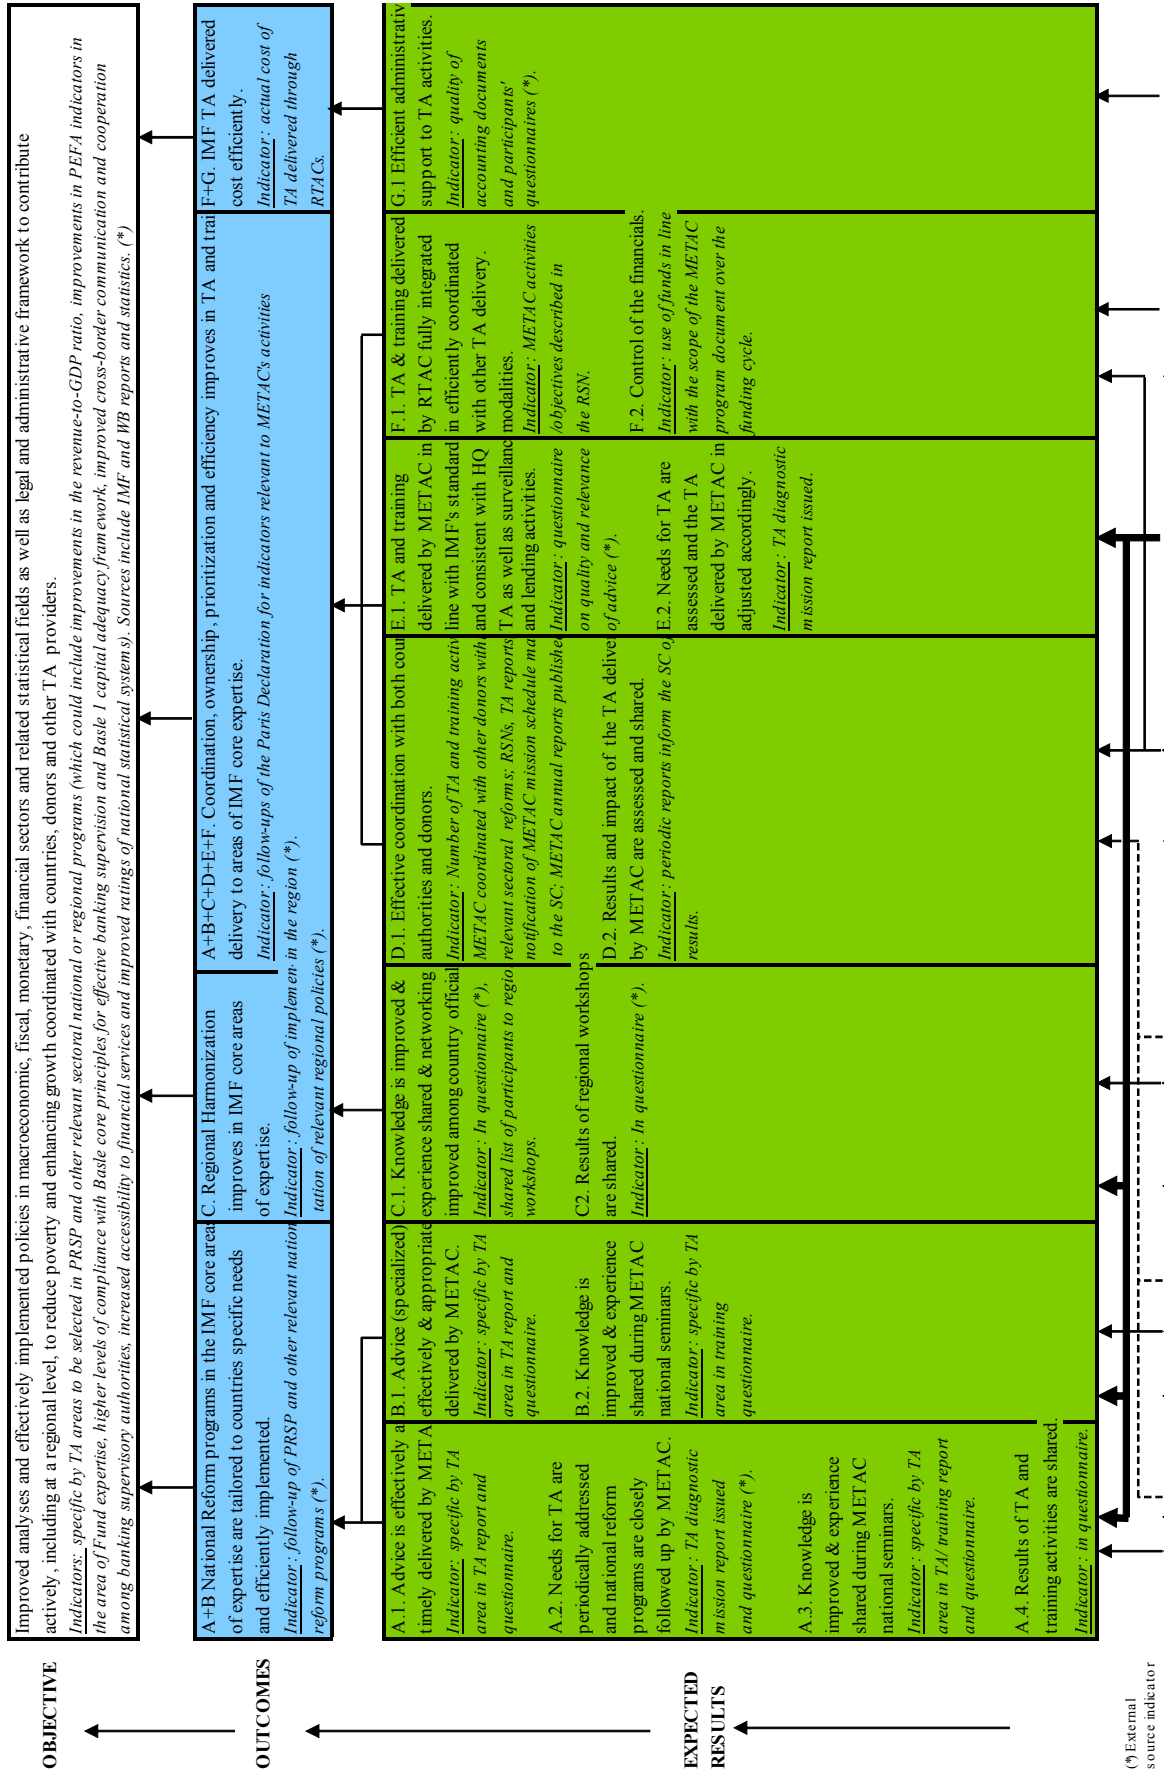 OBJECTIVE
Improved analyses and effectively implemented policies in macroeconomic, fiscal, monetary, financial sectors and related statistical fields as well as legal and administrative framework to contribute
actively, including at a regional level, to reduce poverty and enhancing growth coordinated with countries, donors and other TA providers.
Indicators: specific by TA areas to be selected in PRSP and other relevant sectoral national or regional programs (which could include improvements in the revenue-to-GDP ratio, improvements in PEFA indicators in
the area of Fund expertise, higher levels of compliance with Basle core principles for effective banking supervision and Basle 1 capital adequacy framework, improved cross-border communication and cooperation
among banking supervisory authorities, increased accessibility to financial services and improved ratings of national statistical systems). Sources include IMF and WB reports and statistics. (*)
OUTCOMES
A+B National Reform programs in the IMF core areas
of expertise are tailored to countries specific needs
and efficiently implemented.
Indicator: follow-up of PRSP and other relevant nation
reform programs (*).
C. Regional Harmonization
improves in IMF core areas
of expertise.
Indicator: follow-up of implemen-
tation of relevant regional policies (*).
A+B+C+D+E+F. Coordination, ownership, prioritization and efficiency improves in TA and trai
delivery to areas of IMF core expertise.
Indicator: follow-ups of the Paris Declaration for indicators relevant to METAC's activities
in the region (*).
F+G. IMF TA delivered
cost efficiently.
Indicator: actual cost of
TA delivered through
RTACs.
EXPECTED
RESULTS
A.1. Advice is effectively a
timely delivered by META
Indicator: specific by TA
area in TA report and
questionnaire.
A.2. Needs for TA are
periodically addressed
and national reform
programs are closely
followed up by METAC.
Indicator: TA diagnostic
mission report issued
and questionnaire (*).
A.3. Knowledge is
improved & experience
shared during METAC
national seminars.
Indicator: specific by TA
area in TA/ training report
and questionnaire.
A.4. Results of TA and
training activities are shared.
Indicator: in questionnaire.
B.1. Advice (specialized)
effectively & appropriate
delivered by METAC.
Indicator: specific by TA
area in TA report and
questionnaire.
B.2. Knowledge is
improved & experience
shared during METAC
national seminars.
Indicator: specific by TA
area in training
questionnaire.
C.1. Knowledge is improved &
experience shared & networking
improved among country official
Indicator: In questionnaire (*),
shared list of participants to regio
workshops.
C2. Results of regional workshops
are shared.
Indicator: In questionnaire (*).
D.1. Effective coordination with both cou
authorities and donors.
Indicator: Number of TA and training activ
METAC coordinated with other donors with
relevant sectoral reforms; RSNs, TA reports
notification of METAC mission schedule ma
to the SC; METAC annual reports publishe
D.2. Results and impact of the TA deliver
by METAC are assessed and shared.
Indicator: periodic reports inform the SC of
results.
E.1. TA and training
delivered by METAC in
line with IMF's standard
and consistent with HQ
TA as well as surveillanc
and lending activities.
Indicator: questionnaire
on quality and relevance
of advice (*).
E.2. Needs for TA are
assessed and the TA
delivered by METAC in
adjusted accordingly.
Indicator: TA diagnostic
mission report issued.
F.1. TA & training delivered
by RTAC fully integrated
in efficiently coordinated
with other TA delivery.
modalities.
Indicator: METAC activities
/objectives described in
the RSN.
F.2. Control of the financials.
Indicator: use of funds in line
with the scope of the METAC
program document over the
funding cycle.
G.1 Efficient administrativ
support to TA activities.
Indicator: quality of
accounting documents
and participants'
questionnaires (*).
(*) External
source indicator